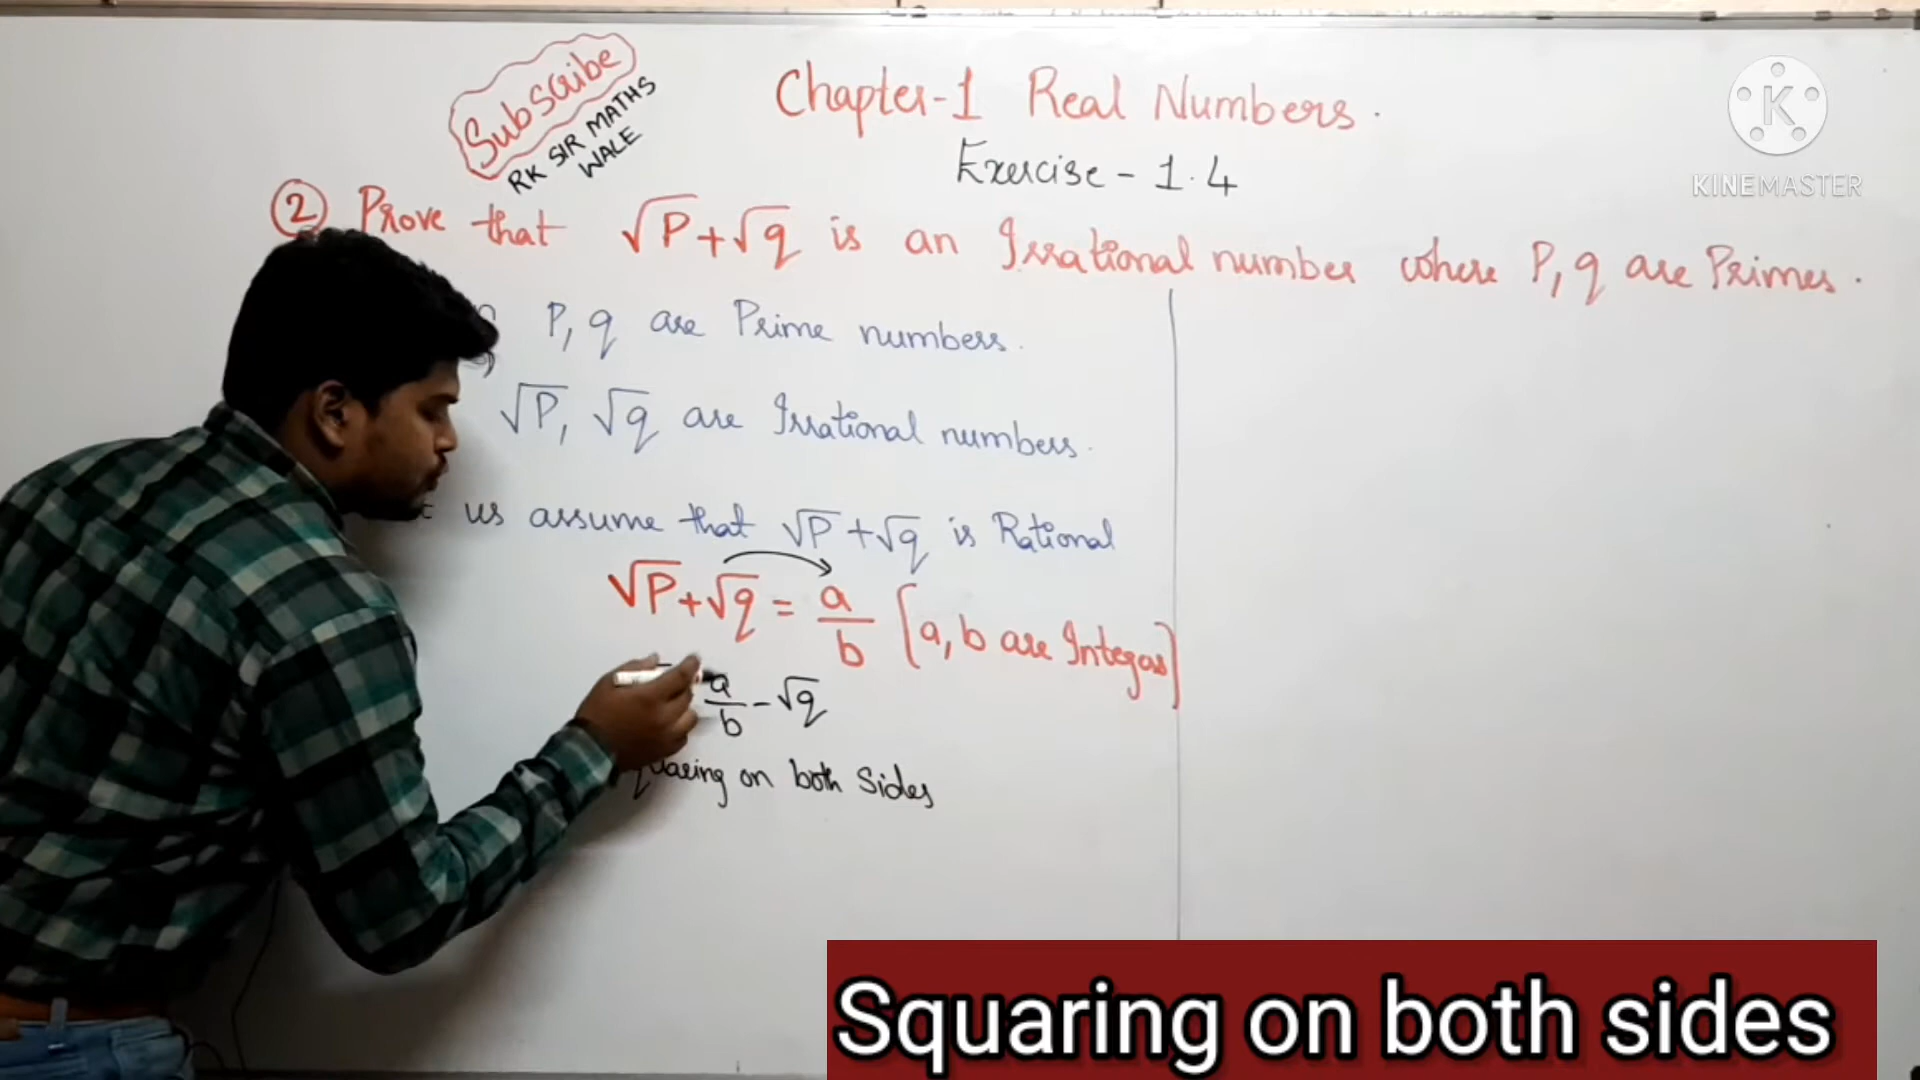 Subscribe
RK SIR MATHS
WALE
Chapter-1 Real Numbers.
Exercise - 1.4
K
KINEMASTER
② Prove that √P+√q is an Irrational number where P, q are Primes.
P, q are Prime numbers.
√P, √q are Irrational numbers.
us assume that √P+√q is Rational
√P+√q = a/b [a, b are Integers]
a/b - √q
quaring on both Sides
Squaring on both sides